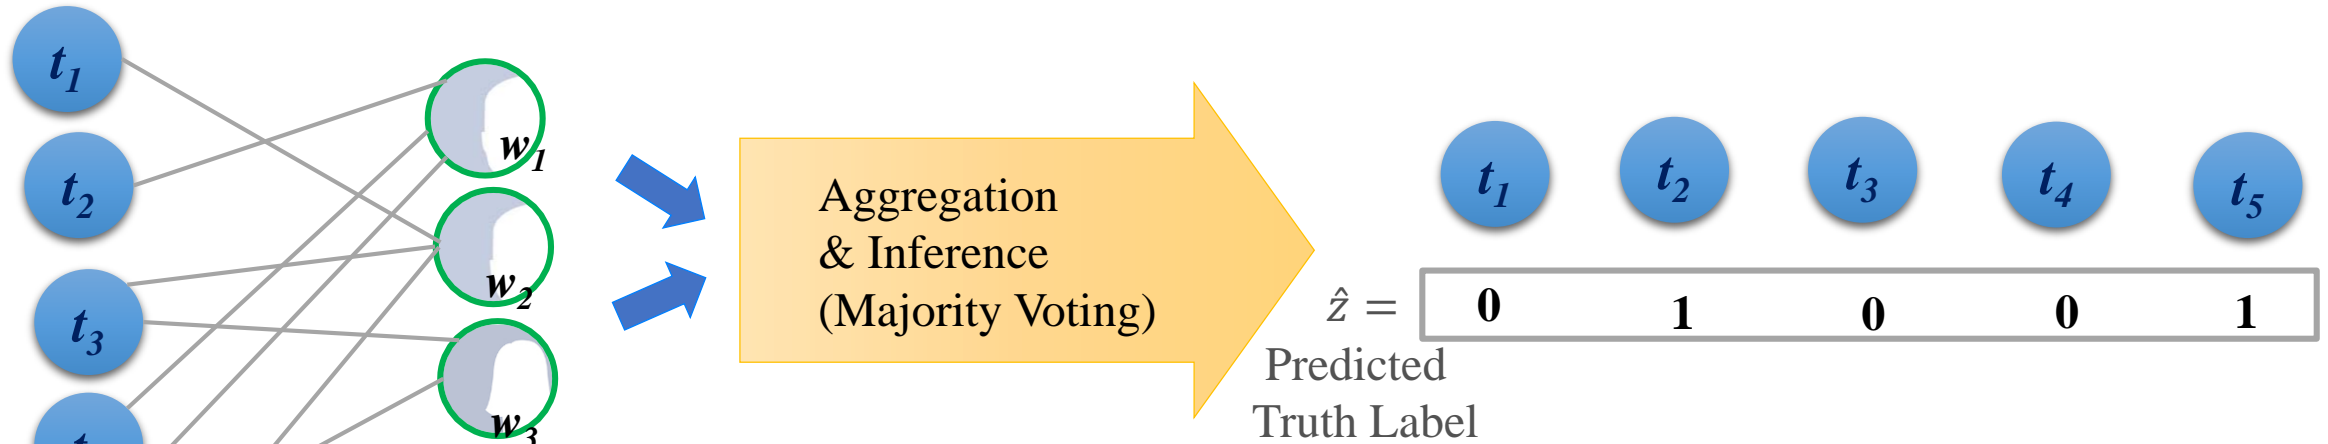 t1
t2
t3
t
w1
w2
w3
Aggregation
& Inference
(Majority Voting)
t1 t2 t3 t4 t5
ẑ = 0 1 0 0 1
Predicted
Truth Label